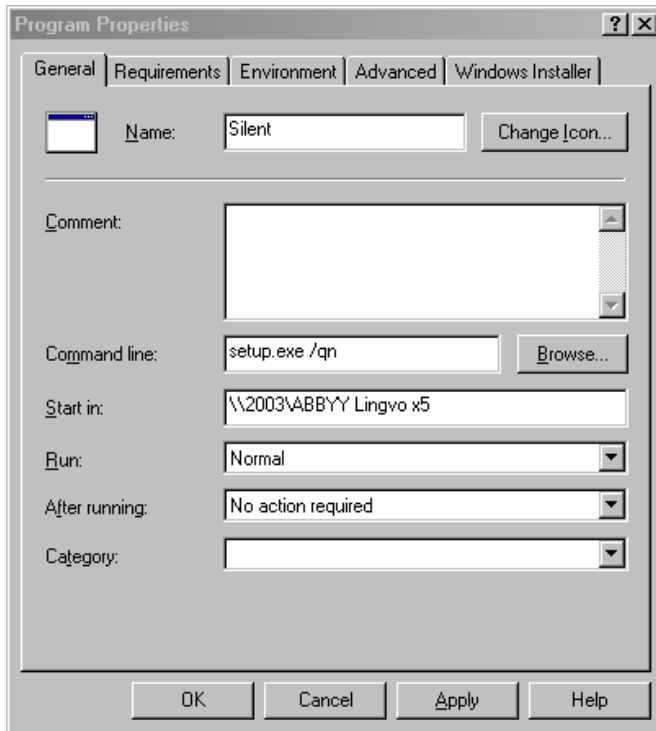 Program Properties
General Requirements Environment Advanced Windows Installer
Name: Silent Change Icon...
Comment:
Command line: setup.exe /qn Browse...
Start in: \\2003\ABBYY Lingvo x5
Run: Normal
After running: No action required
Category:
OK Cancel Apply Help